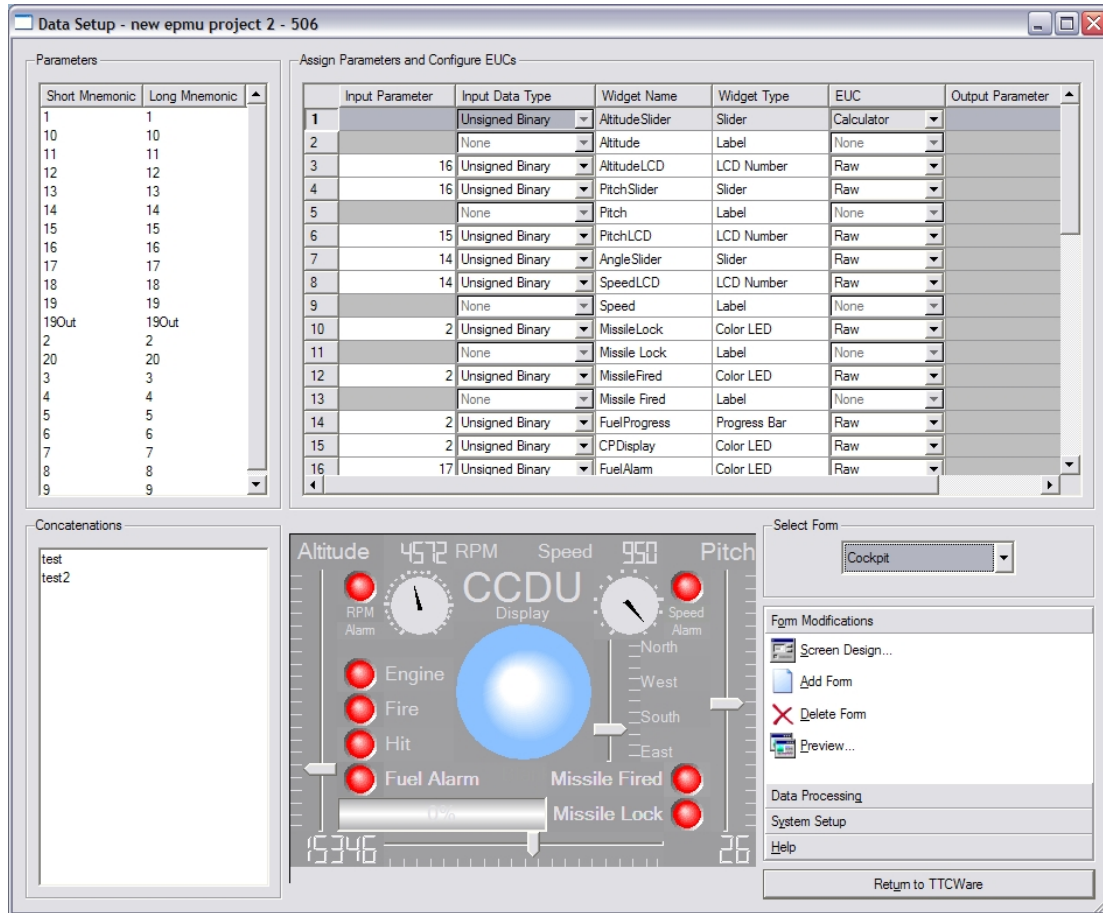 Data Setup - new epmu project 2 - 506
Parameters
Short Mnemonic Long Mnemonic
1 1
10 10
11 11
12 12
13 13
14 14
15 15
16 16
17 17
18 18
19 19
19Out 19Out
2 2
20 20
3 3
4 4
5 5
6 6
7 7
8 8
9 9
Assign Parameters and Configure EUCs
Input Parameter Input Data Type Widget Name Widget Type EUC Output Parameter
1 Unsigned Binary AltitudeSlider Slider Calculator
2 None Altitude Label None
3 16 Unsigned Binary AltitudeLCD LCD Number Raw
4 16 Unsigned Binary PitchSlider Slider Raw
5 None Pitch Label None
6 15 Unsigned Binary PitchLCD LCD Number Raw
7 14 Unsigned Binary AngleSlider Slider Raw
8 14 Unsigned Binary SpeedLCD LCD Number Raw
9 None Speed Label None
10 2 Unsigned Binary MissileLock Color LED Raw
11 None Missile Lock Label None
12 2 Unsigned Binary MissileFired Color LED Raw
13 None Missile Fired Label None
14 2 Unsigned Binary FuelProgress Progress Bar Raw
15 2 Unsigned Binary CPDisplay Color LED Raw
16 17 Unsigned Binary FuelAlarm Color LED Raw
Concatenations
test
test2
Altitude 4572 RPM Speed 950 Pitch
CCDU
Display
RPM
Alarm
Speed
Alarm
North
West
South
East
Engine
Fire
Hit
Fuel Alarm Missile Fired
0% Missile Lock
15346 26
Select Form
Cockpit
Form Modifications
Screen Design...
Add Form
Delete Form
Preview...
Data Processing
System Setup
Help
Return to TTCWare